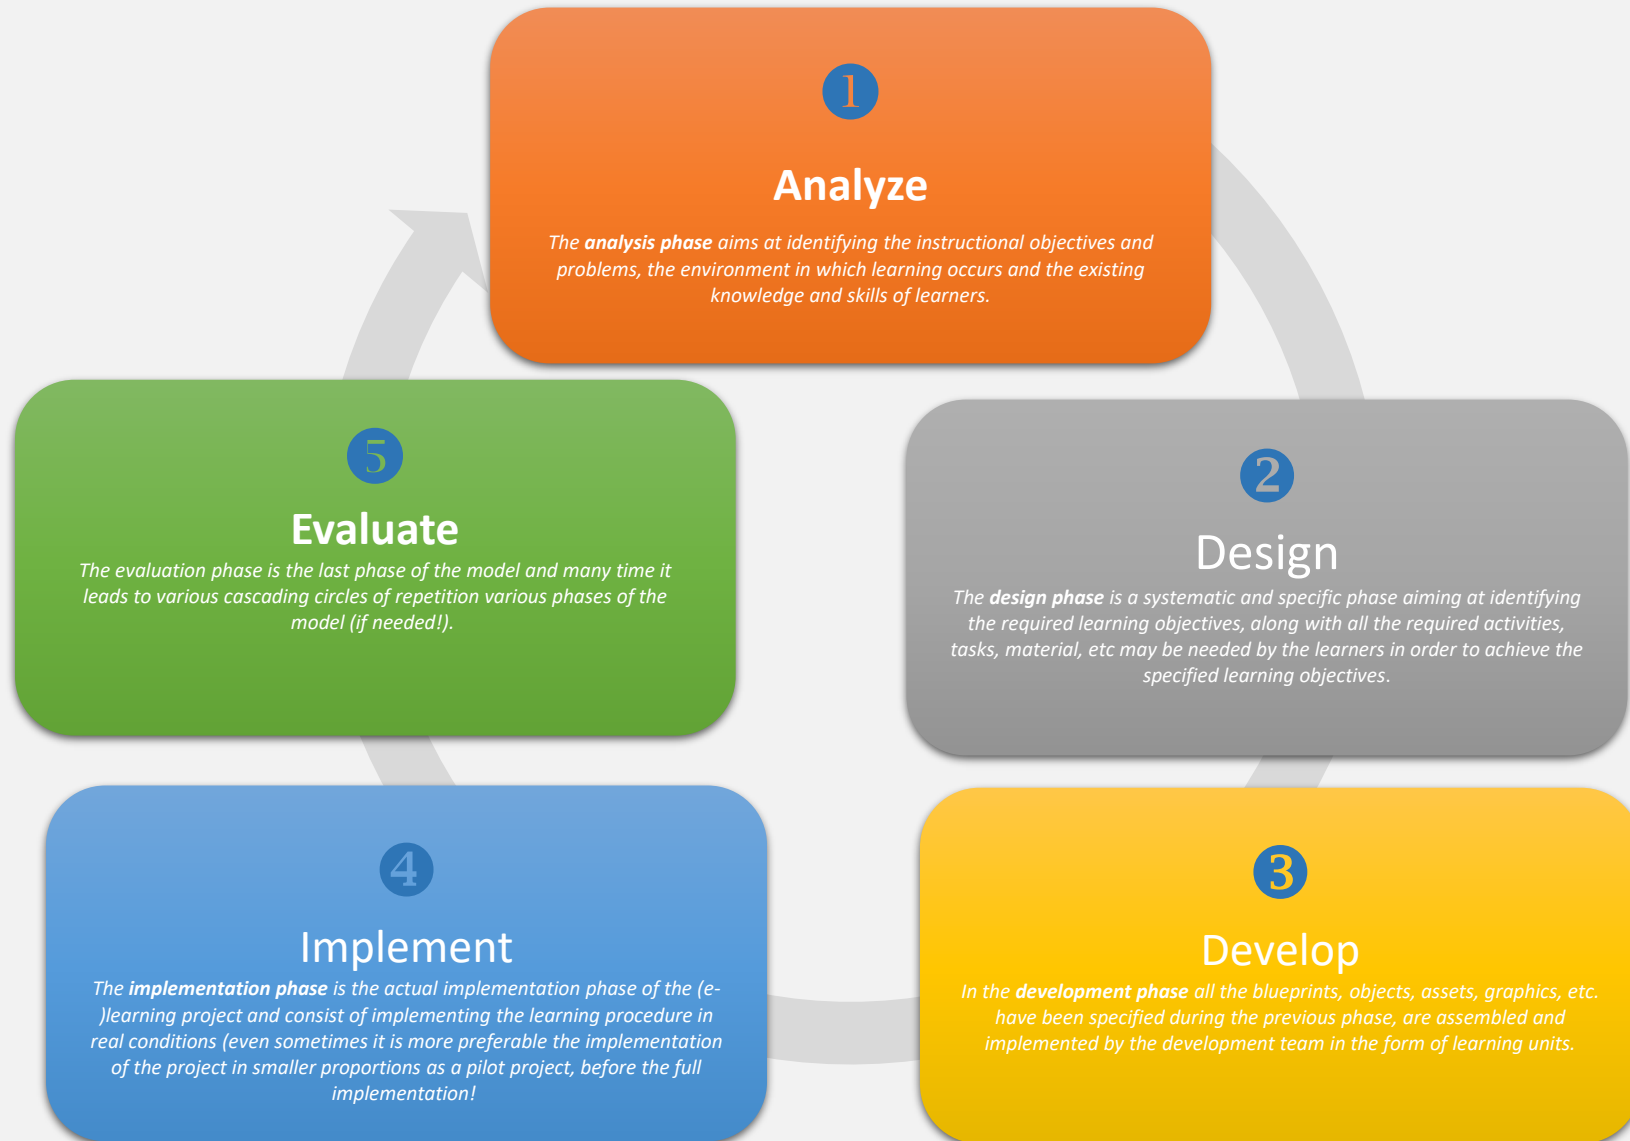 ❶
Analyze
The analysis phase aims at identifying the instructional objectives and
problems, the environment in which learning occurs and the existing
knowledge and skills of learners.
❷
Design
The design phase is a systematic and specific phase aiming at identifying
the required learning objectives, along with all the required activities,
tasks, material, etc may be needed by the learners in order to achieve the
specified learning objectives.
❸
Develop
In the development phase all the blueprints, objects, assets, graphics, etc.
have been specified during the previous phase, are assembled and
implemented by the development team in the form of learning units.
❹
Implement
The implementation phase is the actual implementation phase of the (e-
)learning project and consist of implementing the learning procedure in
real conditions (even sometimes it is more preferable the implementation
of the project in smaller proportions as a pilot project, before the full
implementation!
❺
Evaluate
The evaluation phase is the last phase of the model and many time it
leads to various cascading circles of repetition various phases of the
model (if needed!).